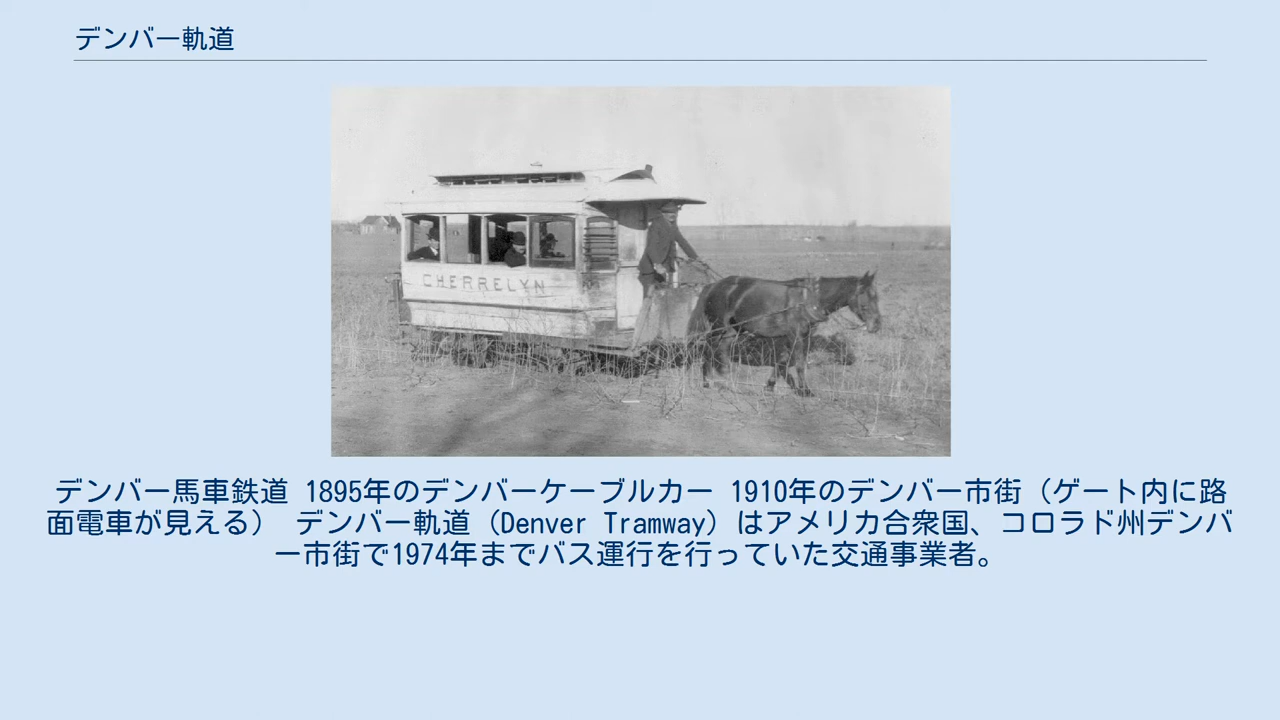 デンバー軌道
CHERRELYN
デンバー馬車鉄道 1895年のデンバーケーブルカー 1910年のデンバー市街（ゲート内に路
面電車が見える） デンバー軌道（Denver Tramway）はアメリカ合衆国、コロラド州デンバ
ー市街で1974年までバス運行を行っていた交通事業者。